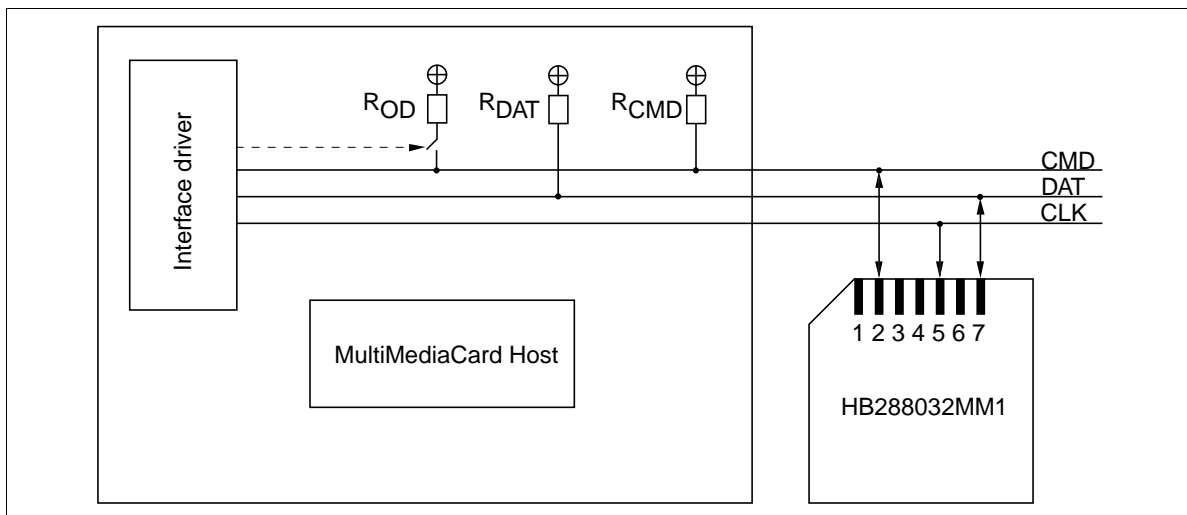 Interface driver
ROD
RDAT
RCMD
CMD
DAT
CLK
MultiMediaCard Host
1 2 3 4 5 6 7
HB288032MM1